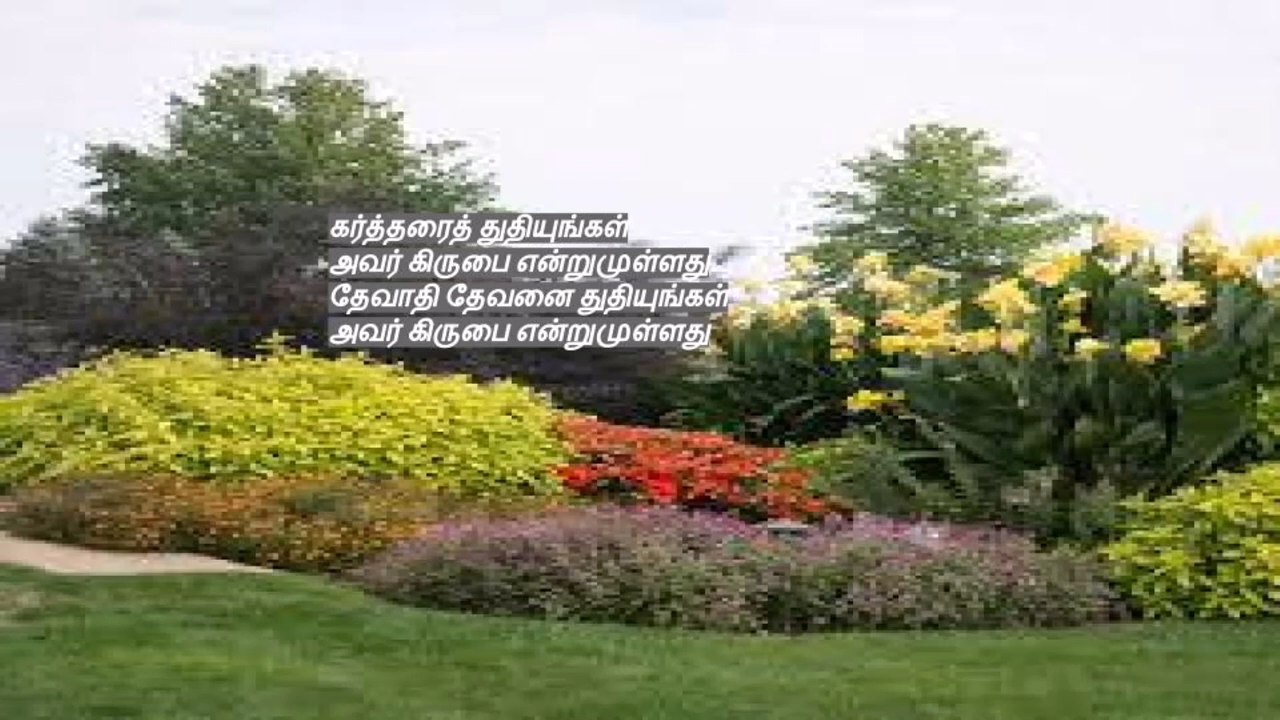 கர்த்தரைத் துதியுங்கள்
அவர் கிருபை என்றுமுள்ளது
தேவாதி தேவனை துதியுங்கள்
அவர் கிருபை என்றுமுள்ளது